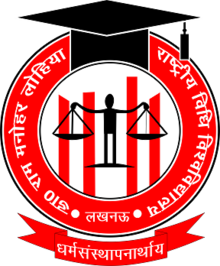 डा० राम मनोहर लोहिया
राष्ट्रीय विधि विश्वविद्यालय
लखनऊ
धर्मसंस्थापनार्थाय